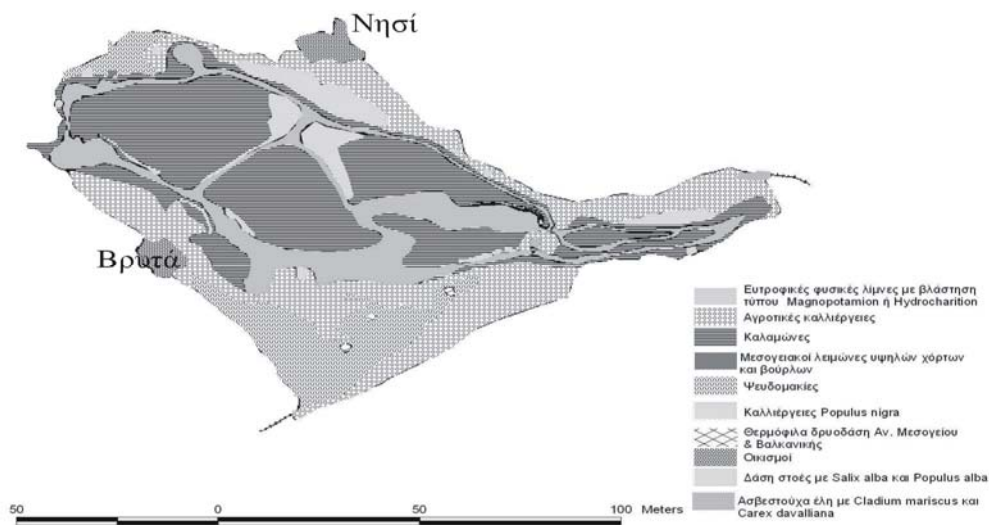 Νησί
Βρυτά
Ευτροφικές φυσικές λίμνες με βλάστηση
τύπου Magnopotamion ή Hydrocharition
Αγροτικές καλλιέργειες
Καλαμώνες
Μεσογειακοί λειμώνες υψηλών χόρτων
και βούρλων
Ψευδομακίες
Καλλιέργειες Populus nigra
Θερμόφιλα δρυοδάση Αν. Μεσογείου
& Βαλκανικής
Οικισμοί
Δάση στοές με Salix alba και Populus alba
Ασβεστούχα έλη με Cladium mariscus και
Carex davalliana
50 0 50 100 Meters